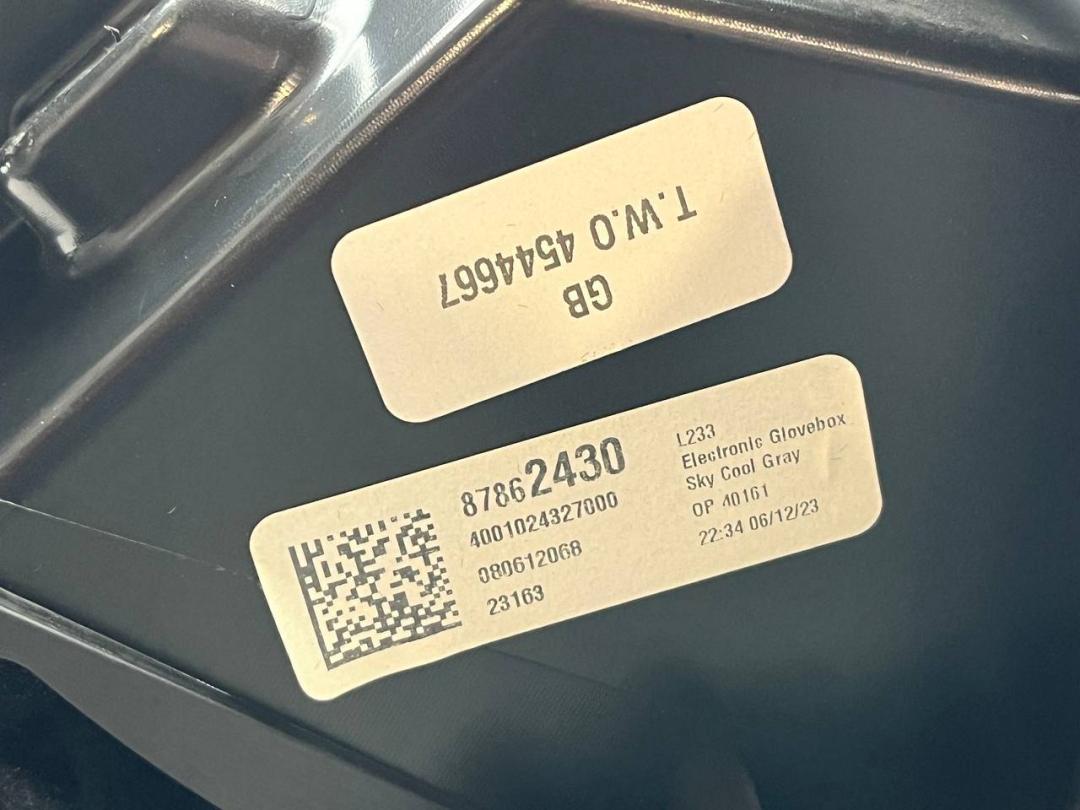 T.W.O 4544667
GB
87862430
4001024327000
080612068
23163
L233
Electronic Glovebox
Sky Cool Gray
OP 40161
22:34 06/12/23